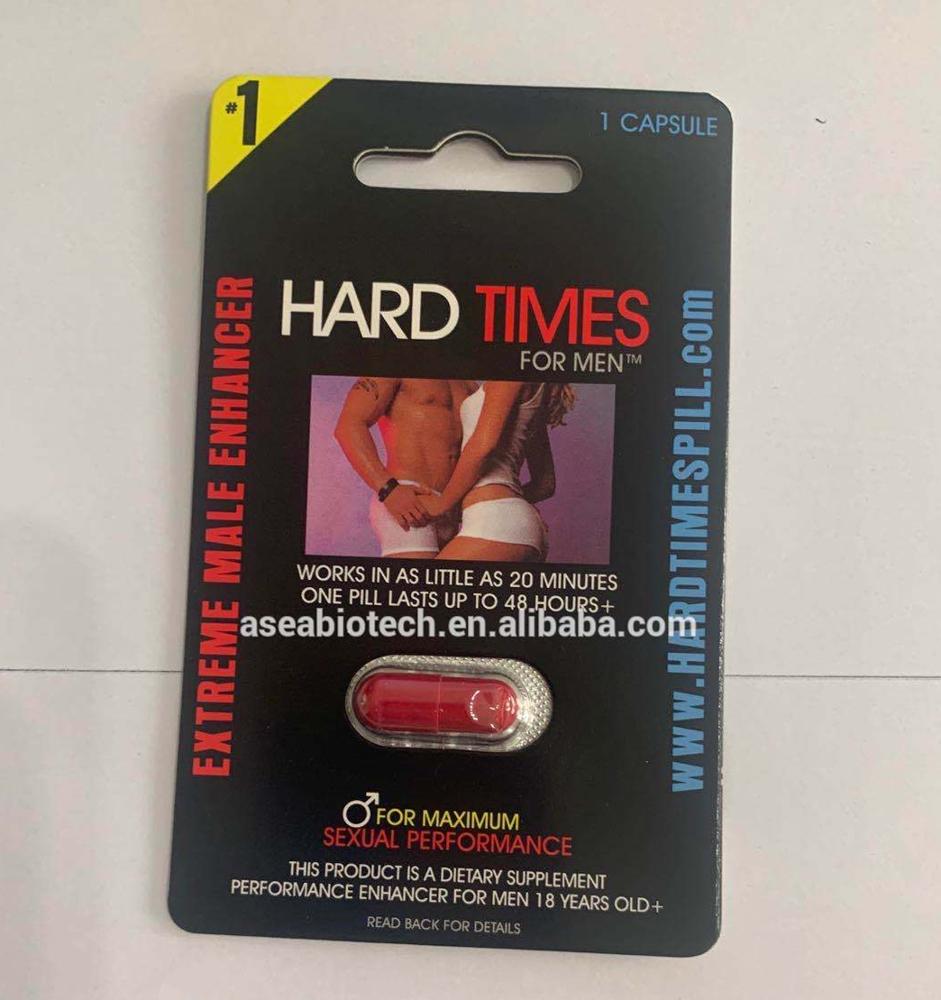 #1
1 CAPSULE
EXTREME MALE ENHANCER
HARD TIMES
FOR MEN™
WWW.HARDTIMESPILL.com
WORKS IN AS LITTLE AS 20 MINUTES
ONE PILL LASTS UP TO 48 HOURS+
aseabiotech.en.alibaba.com
♂FOR MAXIMUM
SEXUAL PERFORMANCE
THIS PRODUCT IS A DIETARY SUPPLEMENT
PERFORMANCE ENHANCER FOR MEN 18 YEARS OLD+
READ BACK FOR DETAILS